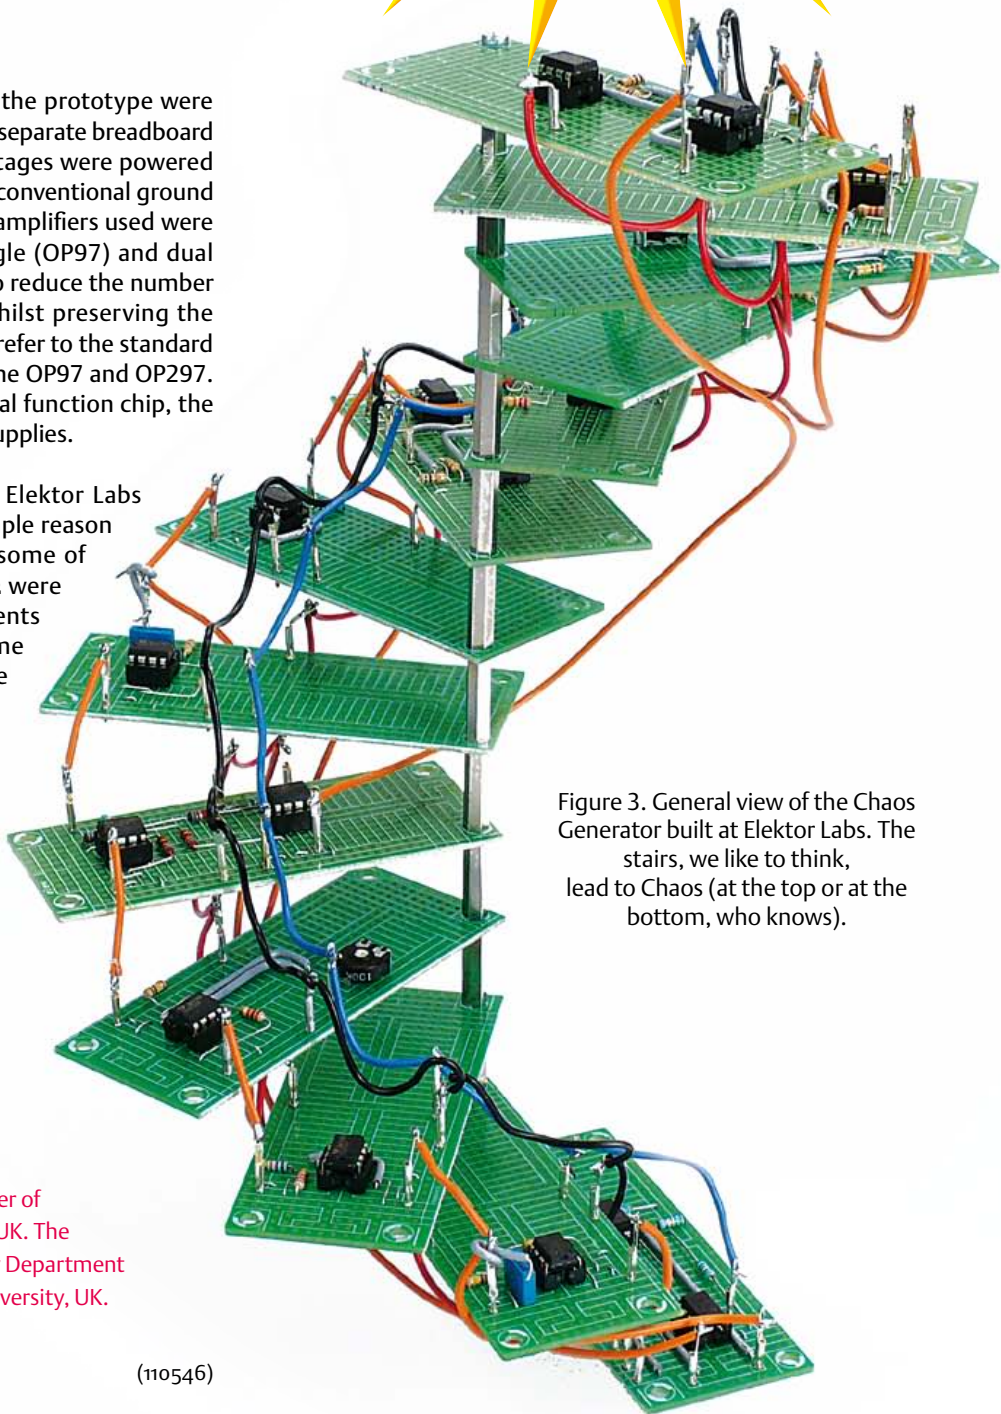 the prototype were
separate breadboard
tages were powered
conventional ground
amplifiers used were
gle (OP97) and dual
o reduce the number
hilst preserving the
refer to the standard
he OP97 and OP297.
al function chip, the
upplies.
Elektor Labs
ple reason
some of
were
ents
me
e
Figure 3. General view of the Chaos
Generator built at Elektor Labs. The
stairs, we like to think,
lead to Chaos (at the top or at the
bottom, who knows).
er of
UK. The
Department
iversity, UK.
(110546)